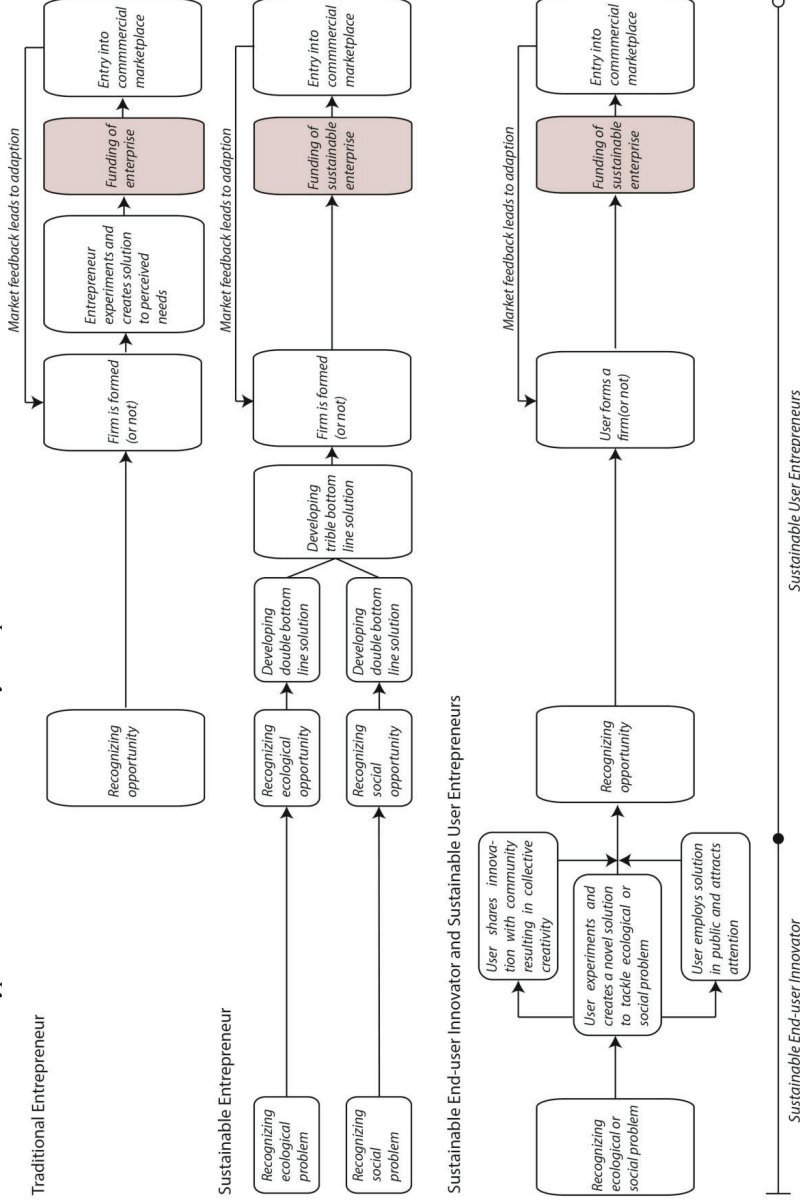 Traditional Entrepreneur
Recognizing
opportunity
Firm is formed
(or not)
Entrepreneur
experiments and
creates solution
to perceived
needs
Funding of
enterprise
Entry into
commmercial
marketplace
Market feedback leads to adaption
Sustainable Entrepreneur
Recognizing
ecological
problem
Recognizing
social
problem
Recognizing
ecological
opportunity
Recognizing
social
opportunity
Developing
double bottom
line solution
Developing
double bottom
line solution
Developing
trible bottom
line solution
Firm is formed
(or not)
Funding of
sustainable
enterprise
Entry into
commmercial
marketplace
Market feedback leads to adaption
Sustainable End-user Innovator and Sustainable User Entrepreneurs
Recognizing
ecological or
social problem
User shares innova-
tion with community
resulting in collective
creativity
User experiments and
creates a novel solution
to tackle ecological or
social problem
User employs solution
in public and attracts
attention
Recognizing
opportunity
User forms a
firm(or not)
Funding of
sustainable
enterprise
Entry into
commmercial
marketplace
Market feedback leads to adaption
Sustainable End-user Innovator
Sustainable User Entrepreneurs